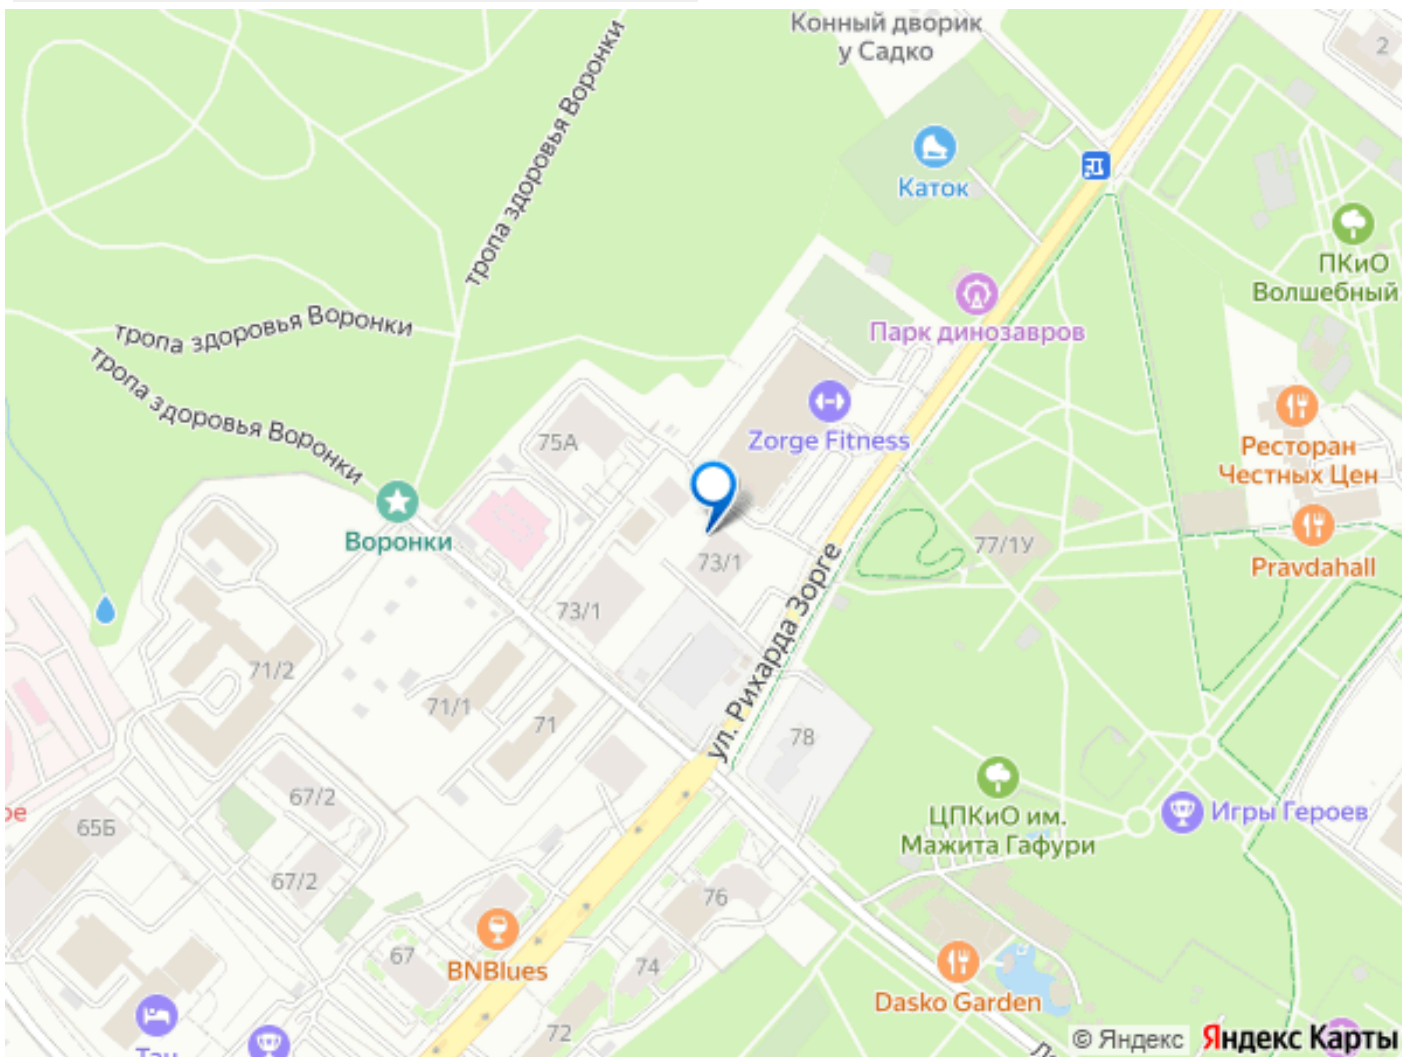 Конный дворик
у Садко
2
Каток
тропа здоровья Воронки
ПКиО
Волшебный
Парк динозавров
тропа здоровья Воронки
тропа здоровья Воронки
Zorge Fitness
75А
Ресторан
Честных Цен
Воронки
77/1У
73/1
Pravdahall
73/1
ул. Рихарда Зорге
71/2
71/1
71
78
67/2
ЦПКиО им.
Мажита Гафури
Игры Героев
65Б
67/2
76
67
BNBlues
74
Dasko Garden
72
© Яндекс
Яндекс Карты